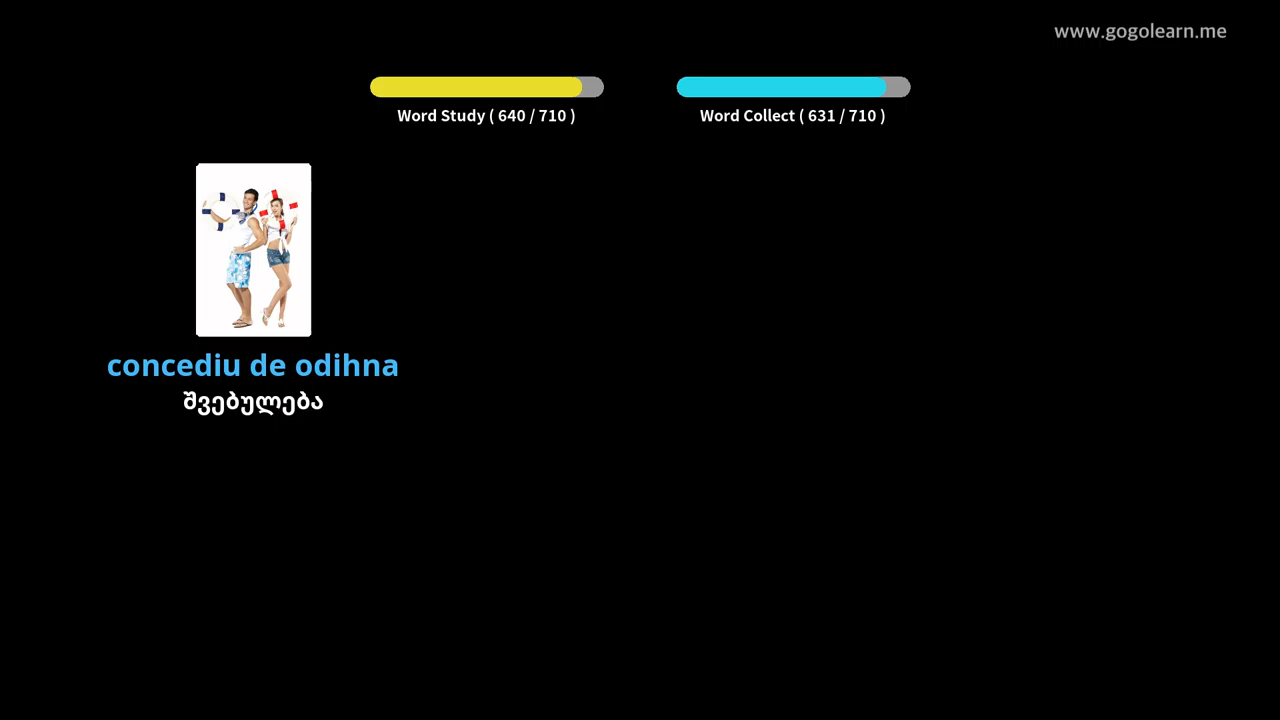 www.gogolearn.me
Word Study ( 640 / 710 )
Word Collect ( 631 / 710 )
concediu de odihna
შვებულება